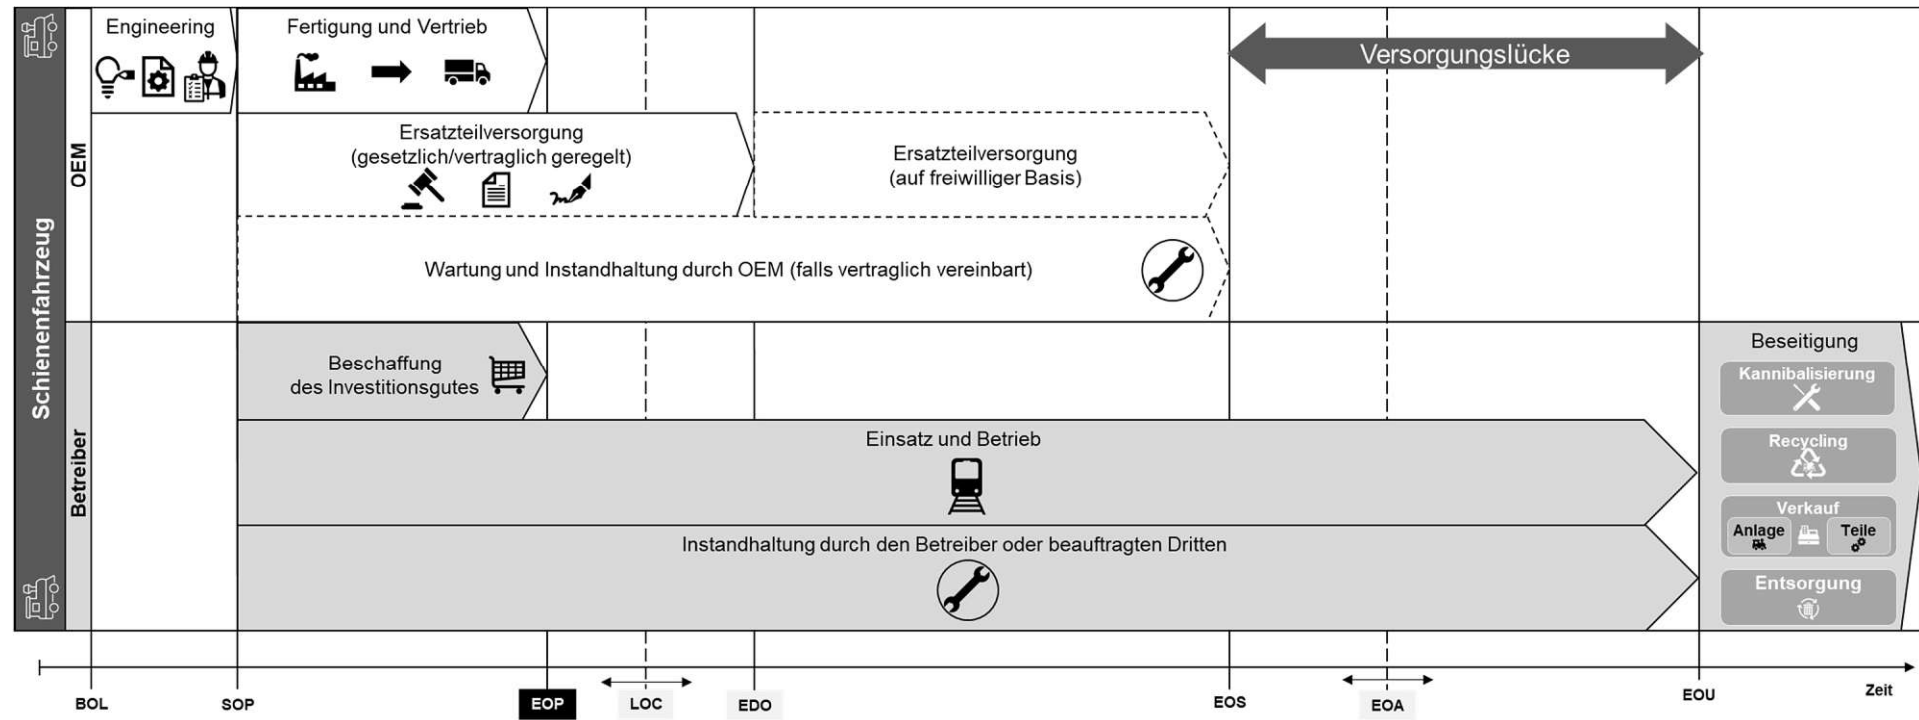 Schienenfahrzeug
OEM
Engineering
Fertigung und Vertrieb
Versorgungslücke
Ersatzteilversorgung
(gesetzlich/vertraglich geregelt)
Ersatzteilversorgung
(auf freiwilliger Basis)
Wartung und Instandhaltung durch OEM (falls vertraglich vereinbart)
Betreiber
Beschaffung
des Investitionsgutes
Einsatz und Betrieb
Instandhaltung durch den Betreiber oder beauftragten Dritten
Beseitigung
Kannibalisierung
Recycling
Verkauf
Anlage
Teile
Entsorgung
BOL
SOP
EOP
LOC
EDO
EOS
EOA
EOU
Zeit